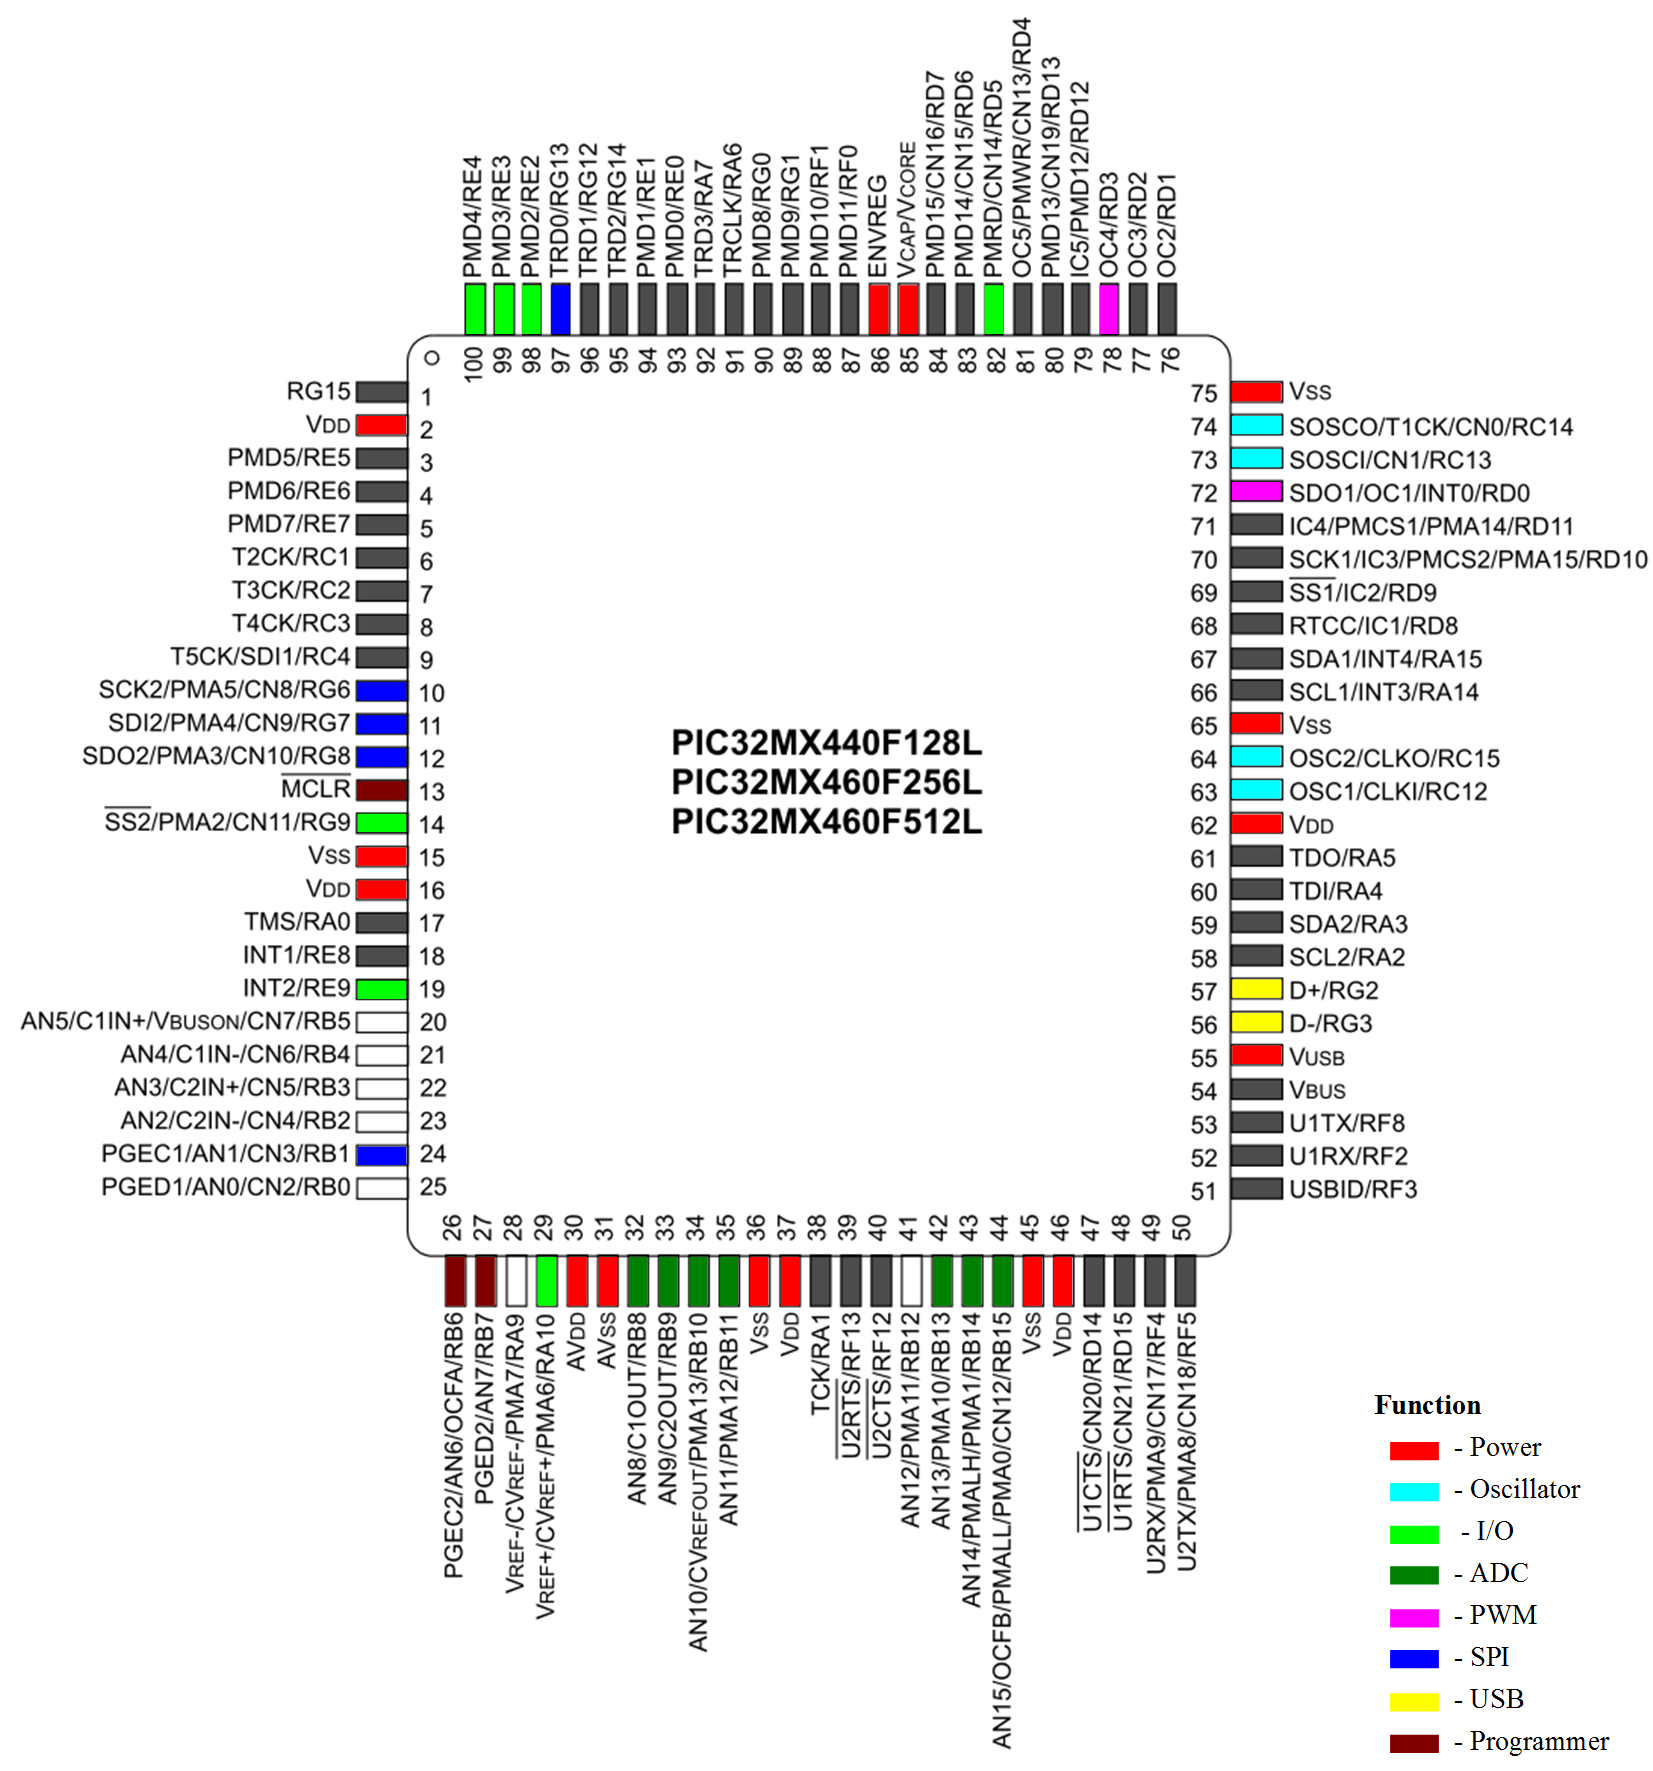 PMD4/RE4
PMD3/RE3
PMD2/RE2
TRD0/RG13
TRD1/RG12
TRD2/RG14
PMD1/RE1
PMD0/RE0
TRD3/RA7
TRCLK/RA6
PMD8/RG0
PMD9/RG1
PMD10/RF1
PMD11/RF0
ENVREG
VCAP/VCORE
PMD15/CN16/RD7
PMD14/CN15/RD6
PMRD/CN14/RD5
OC5/PMWR/CN13/RD4
PMD13/CN19/RD13
IC5/PMD12/RD12
OC4/RD3
OC3/RD2
OC2/RD1
100 99 98 97 96 95 94 93 92 91 90 89 88 87 86 85 84 83 82 81 80 79 78 77 76
RG15 1
VDD 2
PMD5/RE5 3
PMD6/RE6 4
PMD7/RE7 5
T2CK/RC1 6
T3CK/RC2 7
T4CK/RC3 8
T5CK/SDI1/RC4 9
SCK2/PMA5/CN8/RG6 10
SDI2/PMA4/CN9/RG7 11
SDO2/PMA3/CN10/RG8 12
MCLR 13
SS2/PMA2/CN11/RG9 14
VSS 15
VDD 16
TMS/RA0 17
INT1/RE8 18
INT2/RE9 19
AN5/C1IN+/VBUSON/CN7/RB5 20
AN4/C1IN-/CN6/RB4 21
AN3/C2IN+/CN5/RB3 22
AN2/C2IN-/CN4/RB2 23
PGEC1/AN1/CN3/RB1 24
PGED1/AN0/CN2/RB0 25
PIC32MX440F128L
PIC32MX460F256L
PIC32MX460F512L
75 VSS
74 SOSCO/T1CK/CN0/RC14
73 SOSCI/CN1/RC13
72 SDO1/OC1/INT0/RD0
71 IC4/PMCS1/PMA14/RD11
70 SCK1/IC3/PMCS2/PMA15/RD10
69 SS1/IC2/RD9
68 RTCC/IC1/RD8
67 SDA1/INT4/RA15
66 SCL1/INT3/RA14
65 VSS
64 OSC2/CLKO/RC15
63 OSC1/CLKI/RC12
62 VDD
61 TDO/RA5
60 TDI/RA4
59 SDA2/RA3
58 SCL2/RA2
57 D+/RG2
56 D-/RG3
55 VUSB
54 VBUS
53 U1TX/RF8
52 U1RX/RF2
51 USBID/RF3
26 27 28 29 30 31 32 33 34 35 36 37 38 39 40 41 42 43 44 45 46 47 48 49 50
PGEC2/AN6/OCFA/RB6
PGED2/AN7/RB7
VREF-/CVREF-/PMA7/RA9
VREF+/CVREF+/PMA6/RA10
AVDD
AVSS
AN8/C1OUT/RB8
AN9/C2OUT/RB9
AN10/CVREFOUT/PMA13/RB10
AN11/PMA12/RB11
VSS
VDD
TCK/RA1
U2RTS/RF13
U2CTS/RF12
AN12/PMA11/RB12
AN13/PMA10/RB13
AN14/PMALH/PMA1/RB14
AN15/OCFB/PMALL/PMA0/CN12/RB15
VSS
VDD
U1CTS/CN20/RD14
U1RTS/CN21/RD15
U2RX/PMA9/CN17/RF4
U2TX/PMA8/CN18/RF5
Function
- Power
- Oscillator
- I/O
- ADC
- PWM
- SPI
- USB
- Programmer